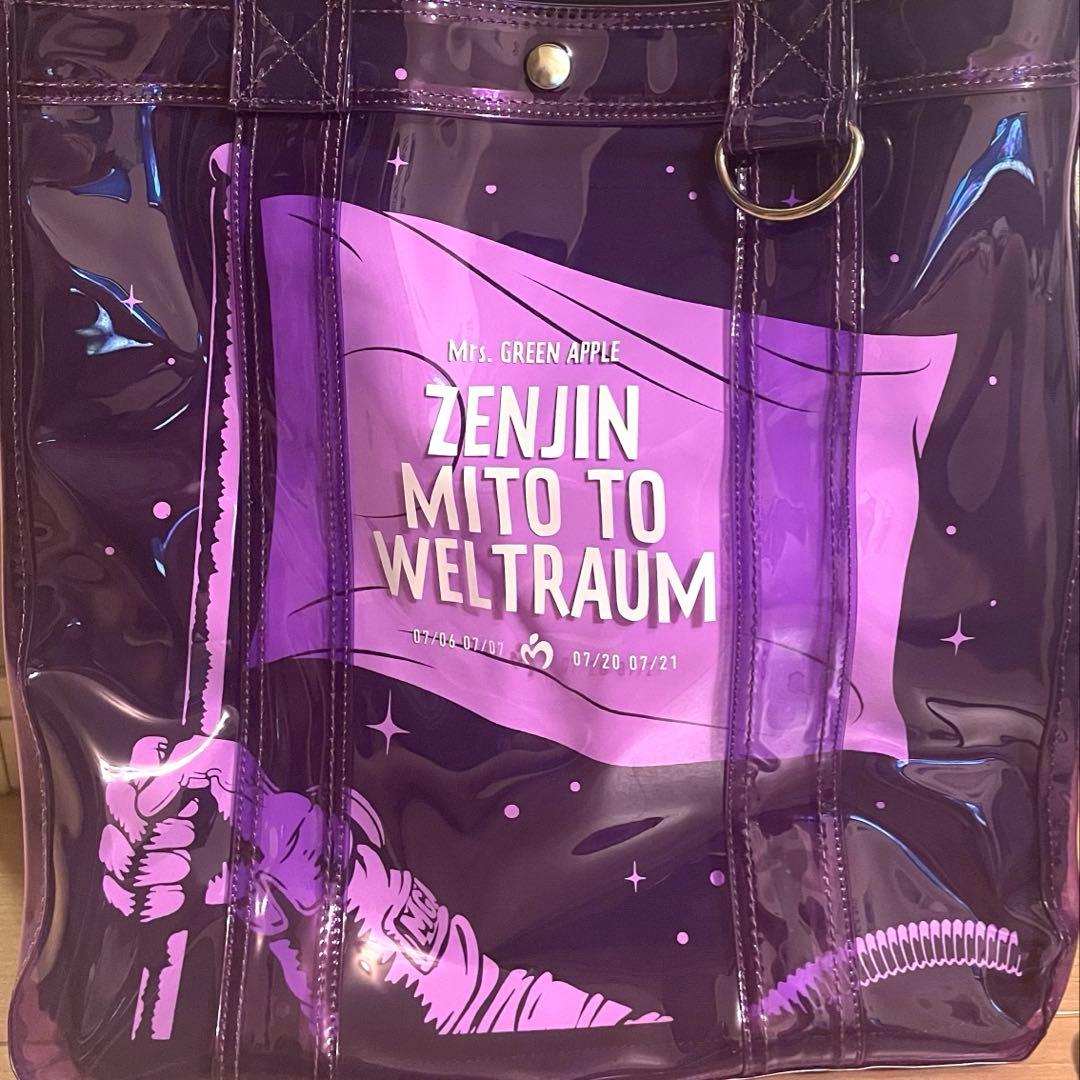 Mrs. GREEN APPLE
ZENJIN
MITO TO
WELTRAUM
07/06 07/07 07/20 07/21